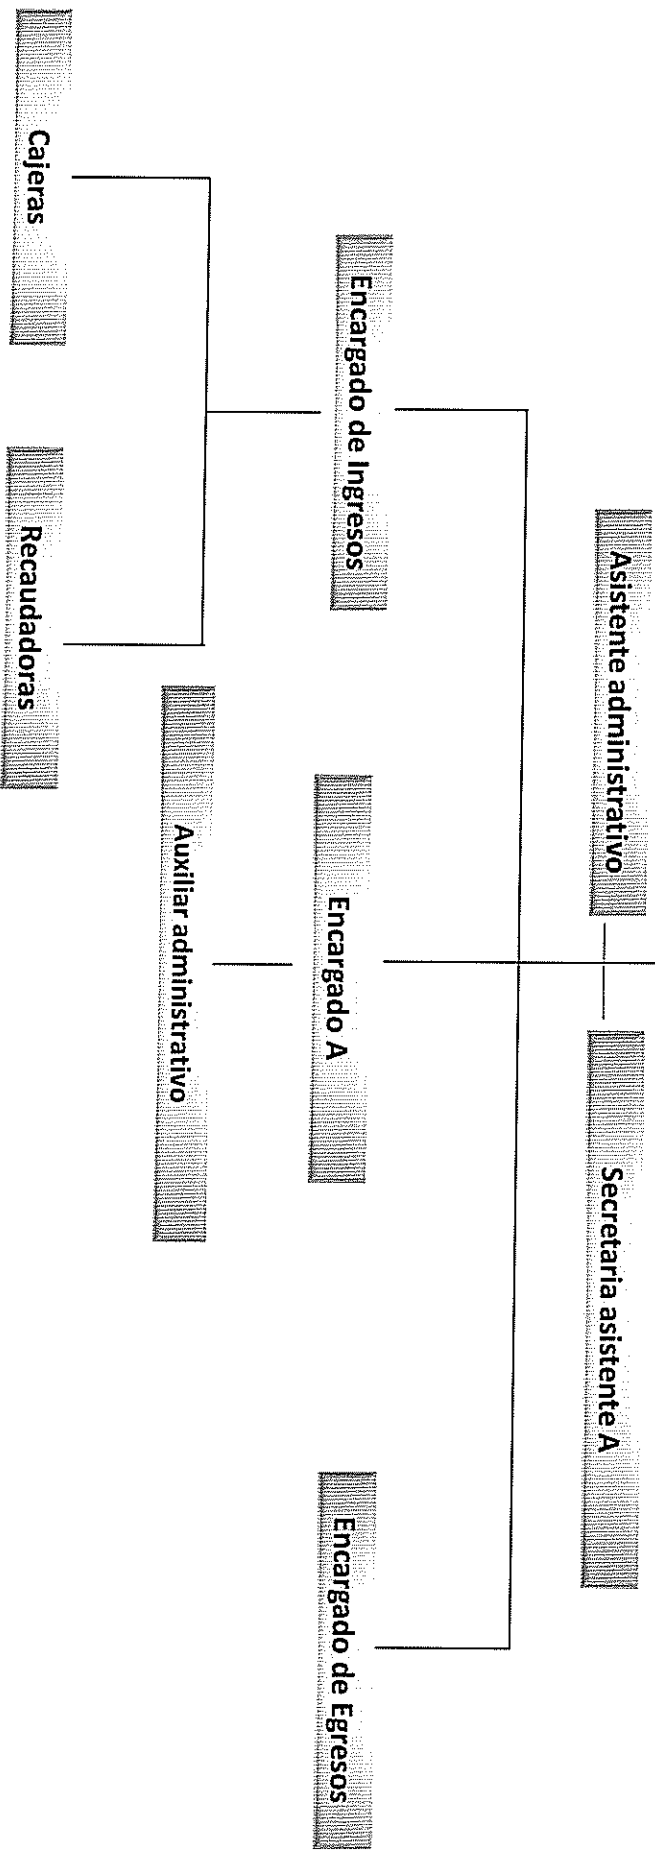 Asistente administrativo
Secretaria asistente A
Encargado de Ingresos
Encargado A
Encargado de Egresos
Auxiliar administrativo
Cajeras
Recaudadoras